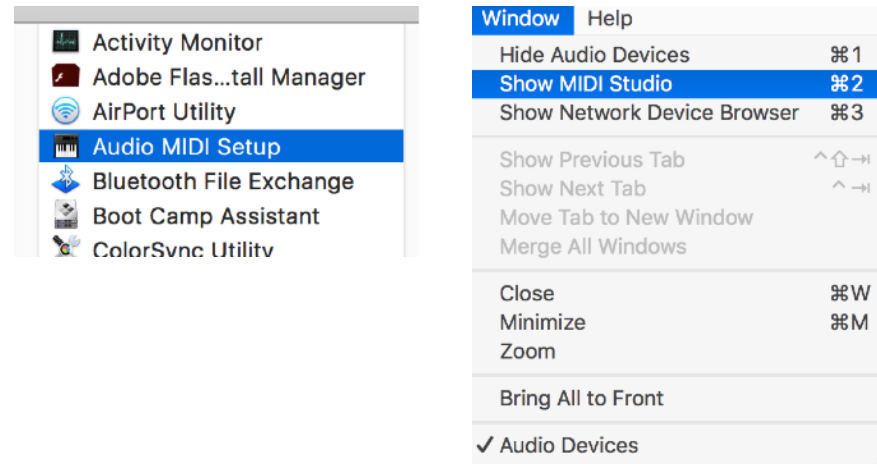 Activity Monitor
Adobe Flas...tall Manager
AirPort Utility
Audio MIDI Setup
Bluetooth File Exchange
Boot Camp Assistant
ColorSync Utility
Window Help
Hide Audio Devices ⌘1
Show MIDI Studio ⌘2
Show Network Device Browser ⌘3
Show Previous Tab ^⇧⇥
Show Next Tab ^⇥
Move Tab to New Window
Merge All Windows
Close ⌘W
Minimize ⌘M
Zoom
Bring All to Front
✓ Audio Devices